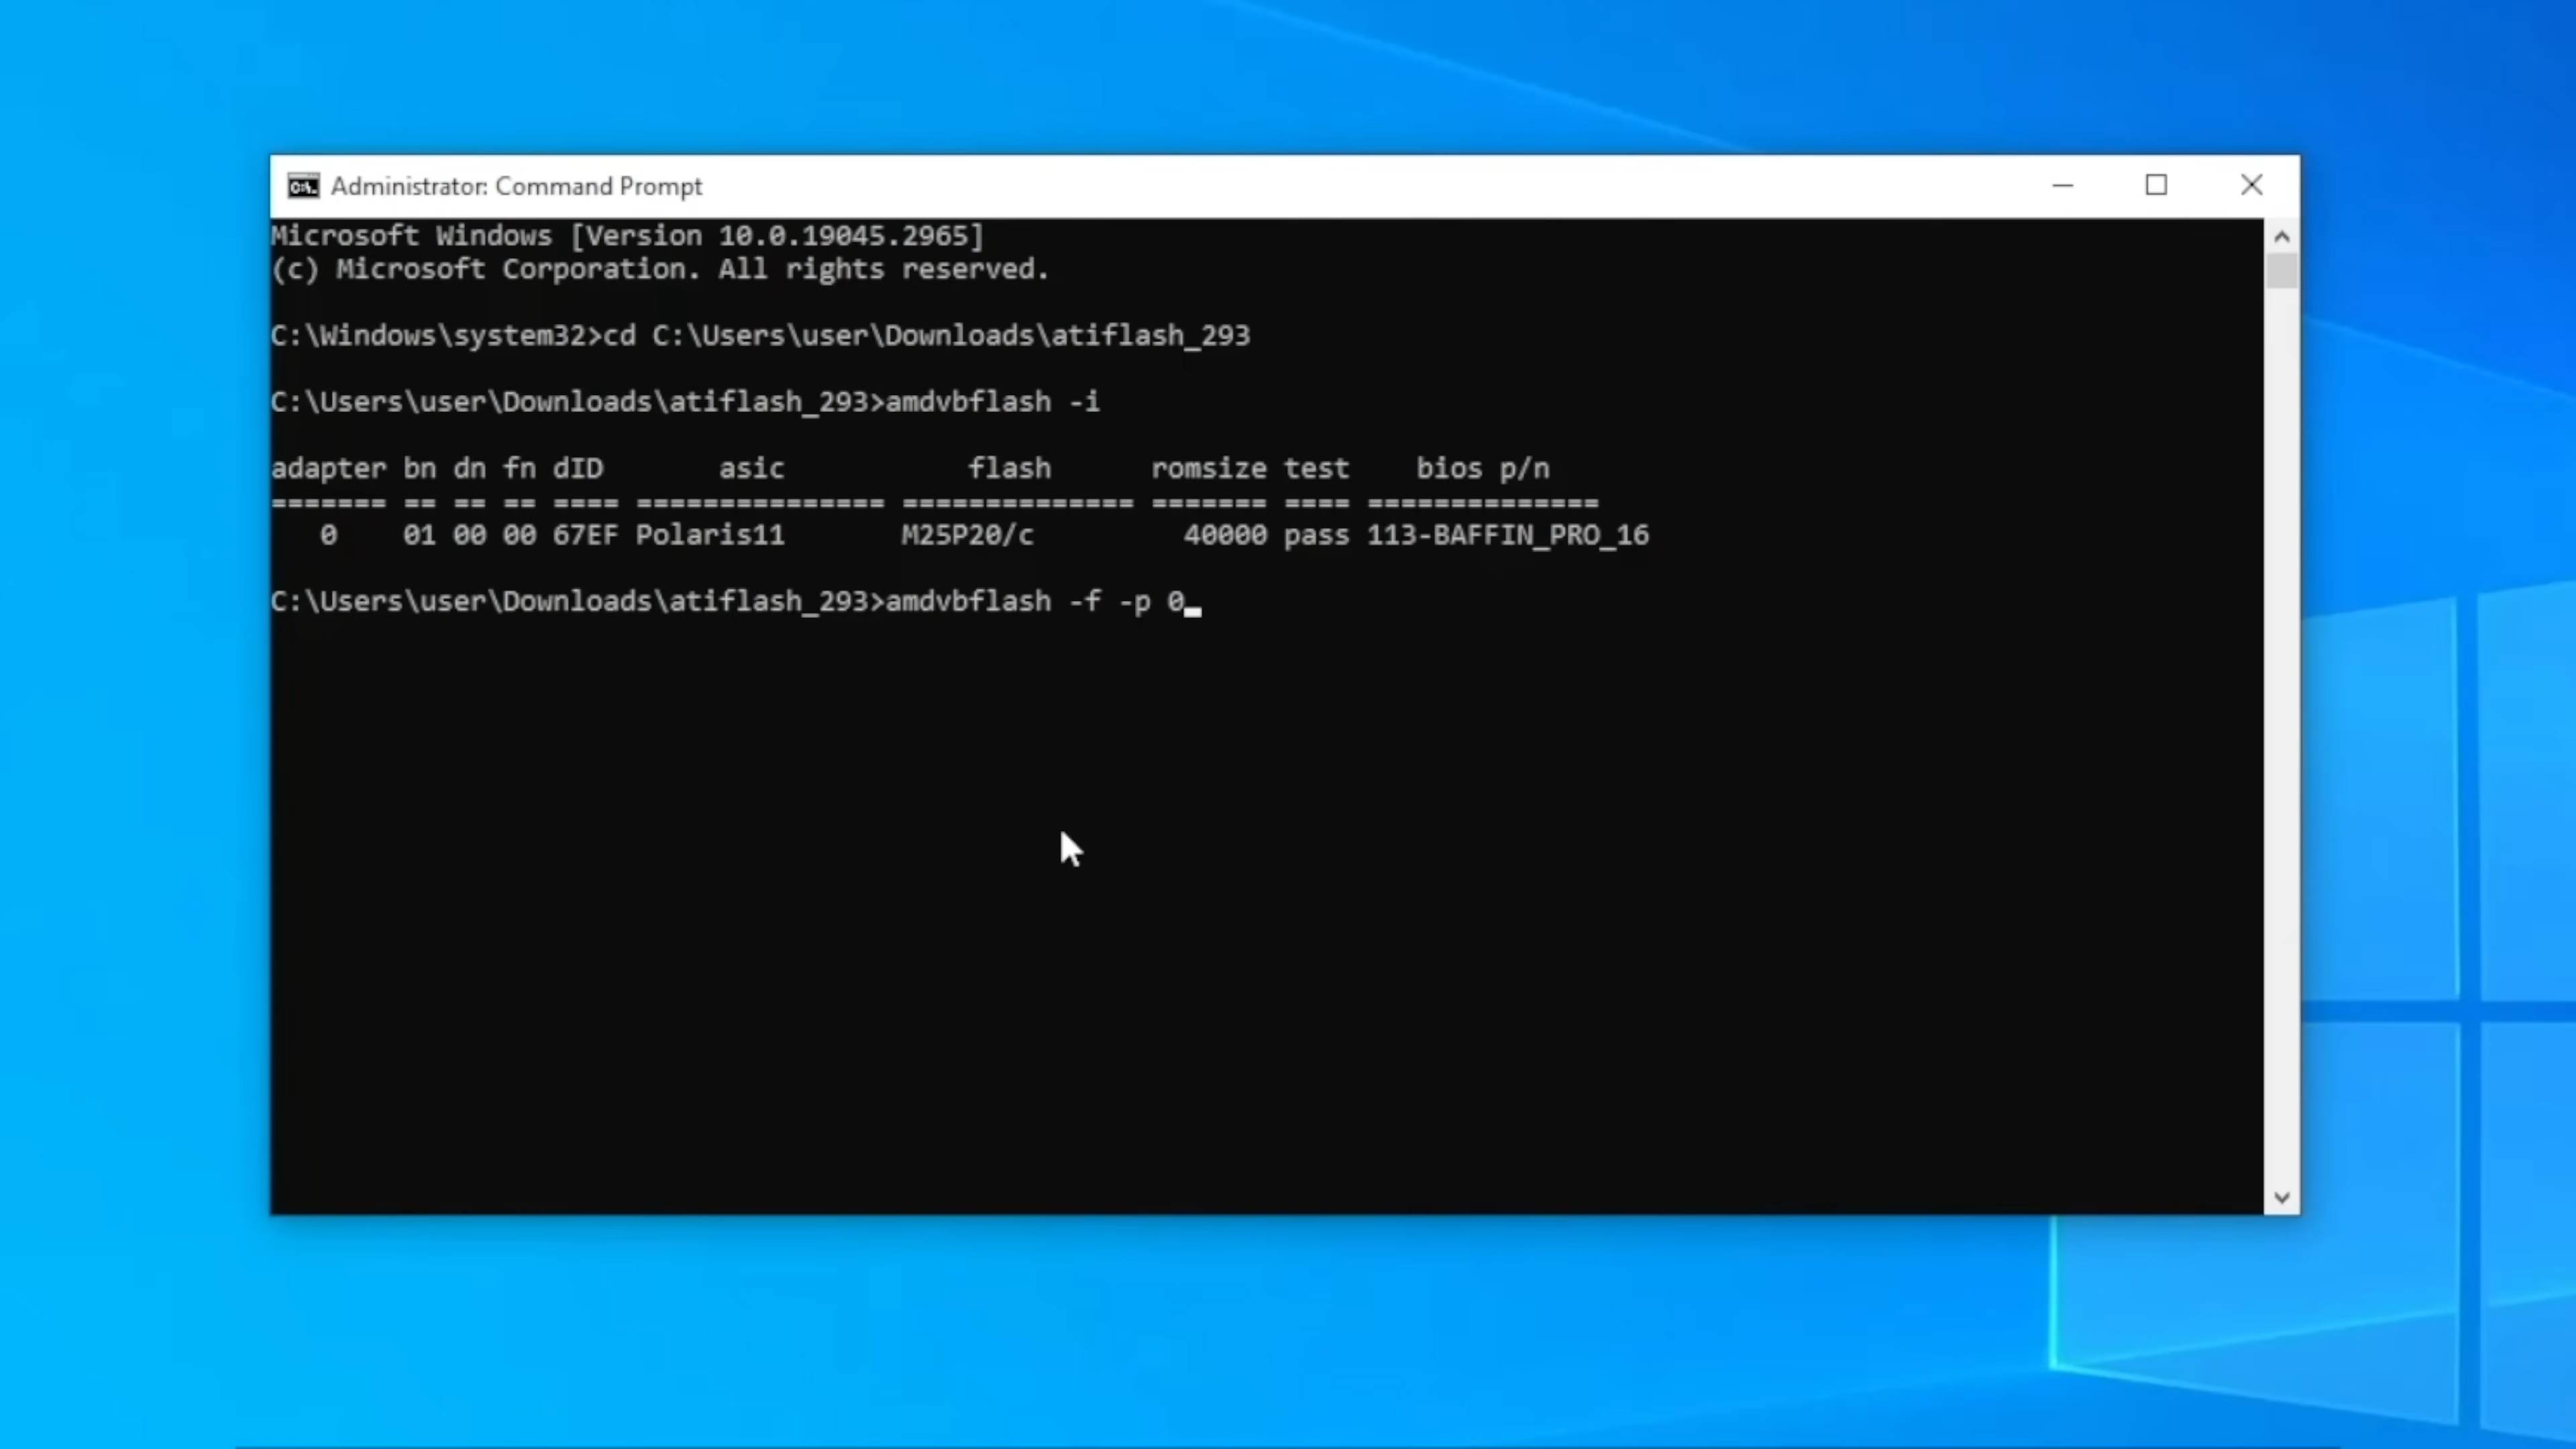 Administrator: Command Prompt
Microsoft Windows [Version 10.0.19045.2965]
(c) Microsoft Corporation. All rights reserved.
C:\Windows\system32>cd C:\Users\user\Downloads\atiflash_293
C:\Users\user\Downloads\atiflash_293>amdvbflash -i
adapter bn dn fn dID       asic           flash      romsize test    bios p/n
======= == == == ==== =============== ============== ======= ==== ==============
   0    01 00 00 67EF Polaris11       M25P20/c         40000 pass 113-BAFFIN_PRO_16
C:\Users\user\Downloads\atiflash_293>amdvbflash -f -p 0